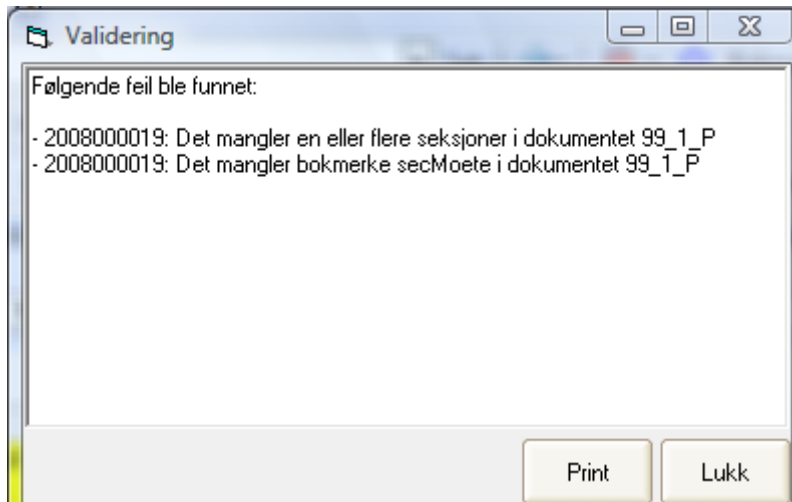 Validering
Følgende feil ble funnet:
- 2008000019: Det mangler en eller flere seksjoner i dokumentet 99_1_P
- 2008000019: Det mangler bokmerke secMoete i dokumentet 99_1_P
Print
Lukk